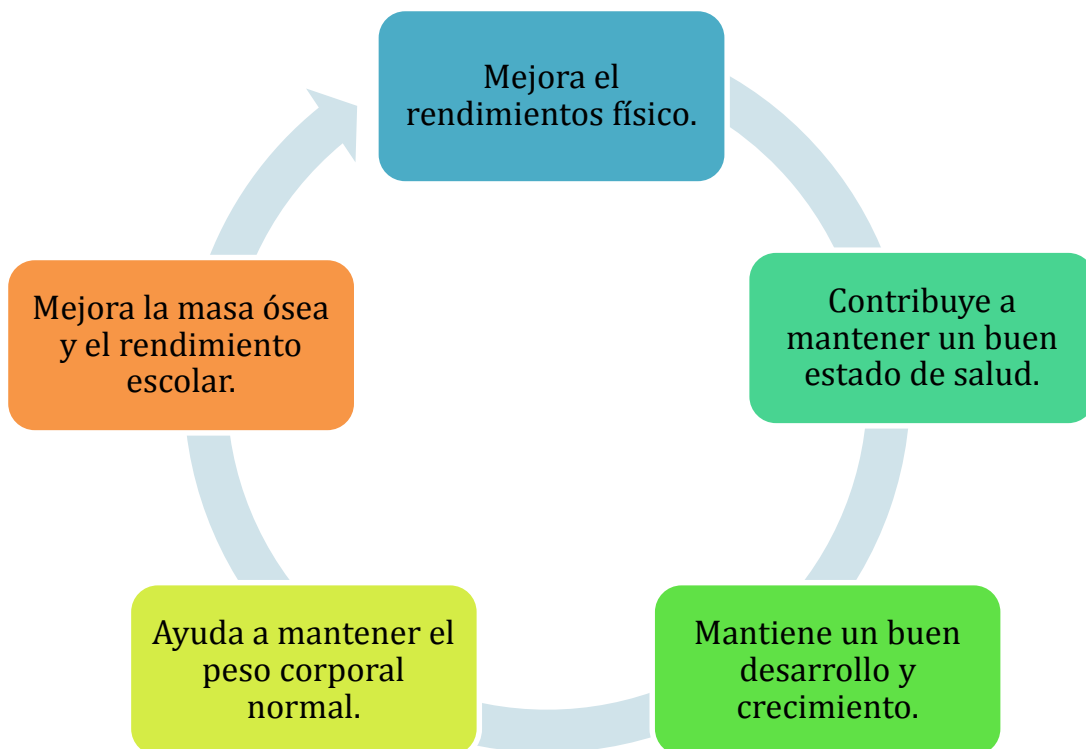 Mejora el
rendimientos físico.
Contribuye a
mantener un buen
estado de salud.
Mantiene un buen
desarrollo y
crecimiento.
Ayuda a mantener el
peso corporal
normal.
Mejora la masa ósea
y el rendimiento
escolar.